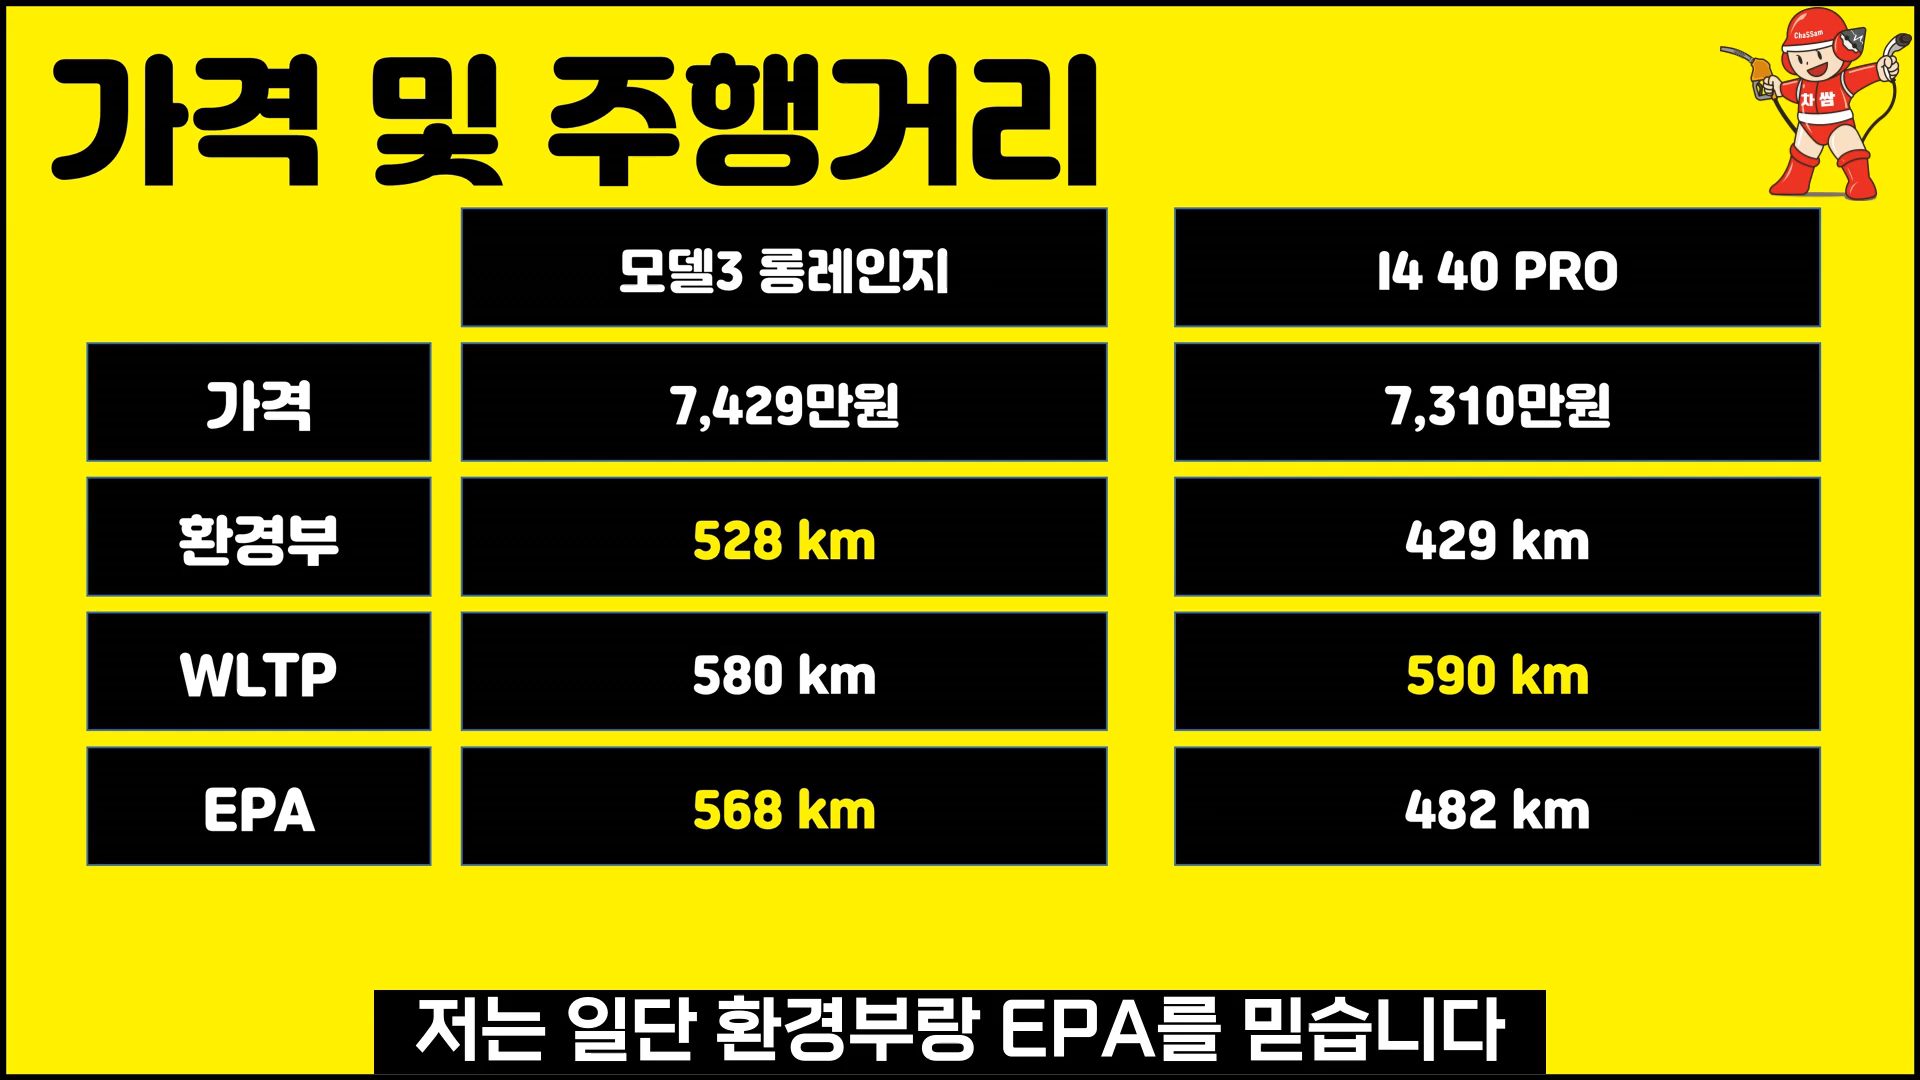 가격 및 주행거리
ChaSSam
차쌈
모델3 롱레인지 I4 40 PRO
가격 7,429만원 7,310만원
환경부 528 km 429 km
WLTP 580 km 590 km
EPA 568 km 482 km
저는 일단 환경부랑 EPA를 믿습니다